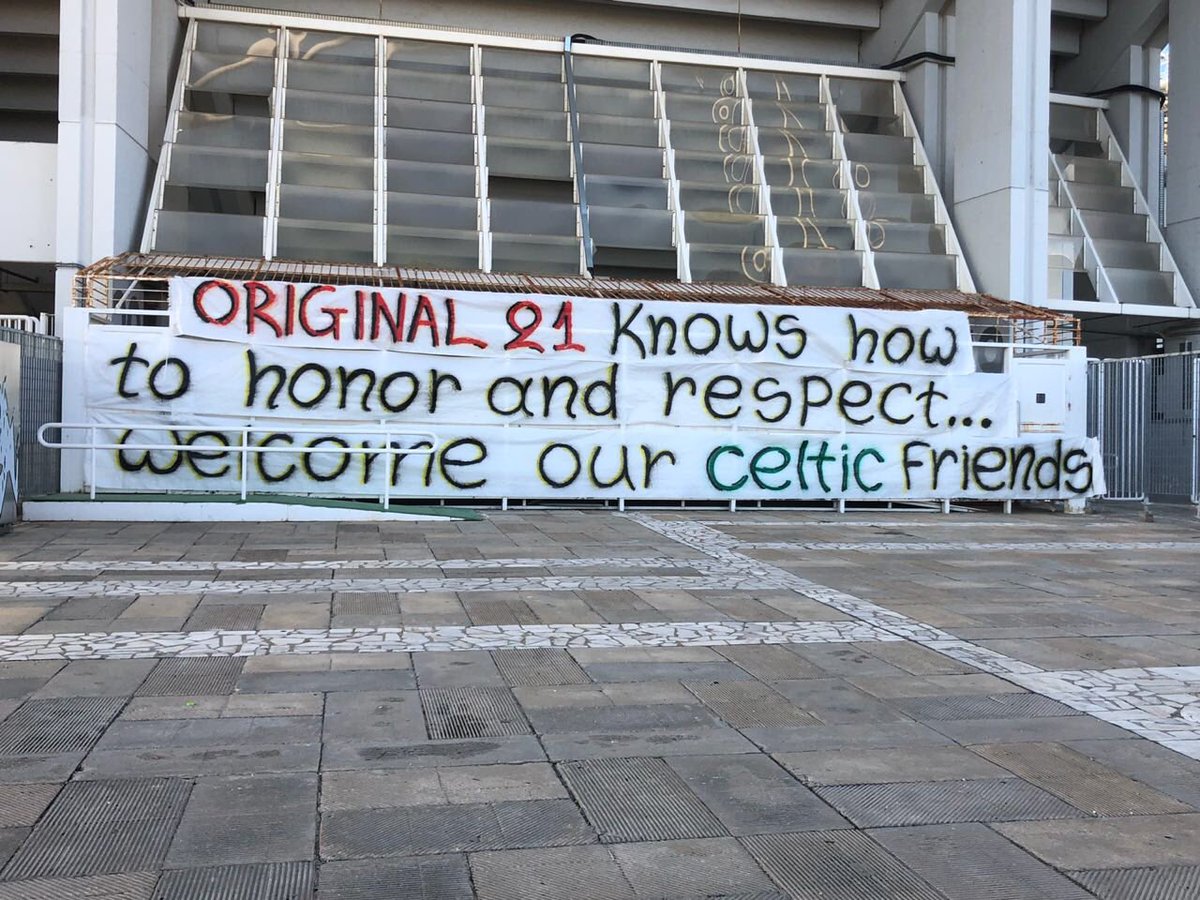 ORIGINAL 21 Knows how
to honor and respect...
welcome our celtic friends